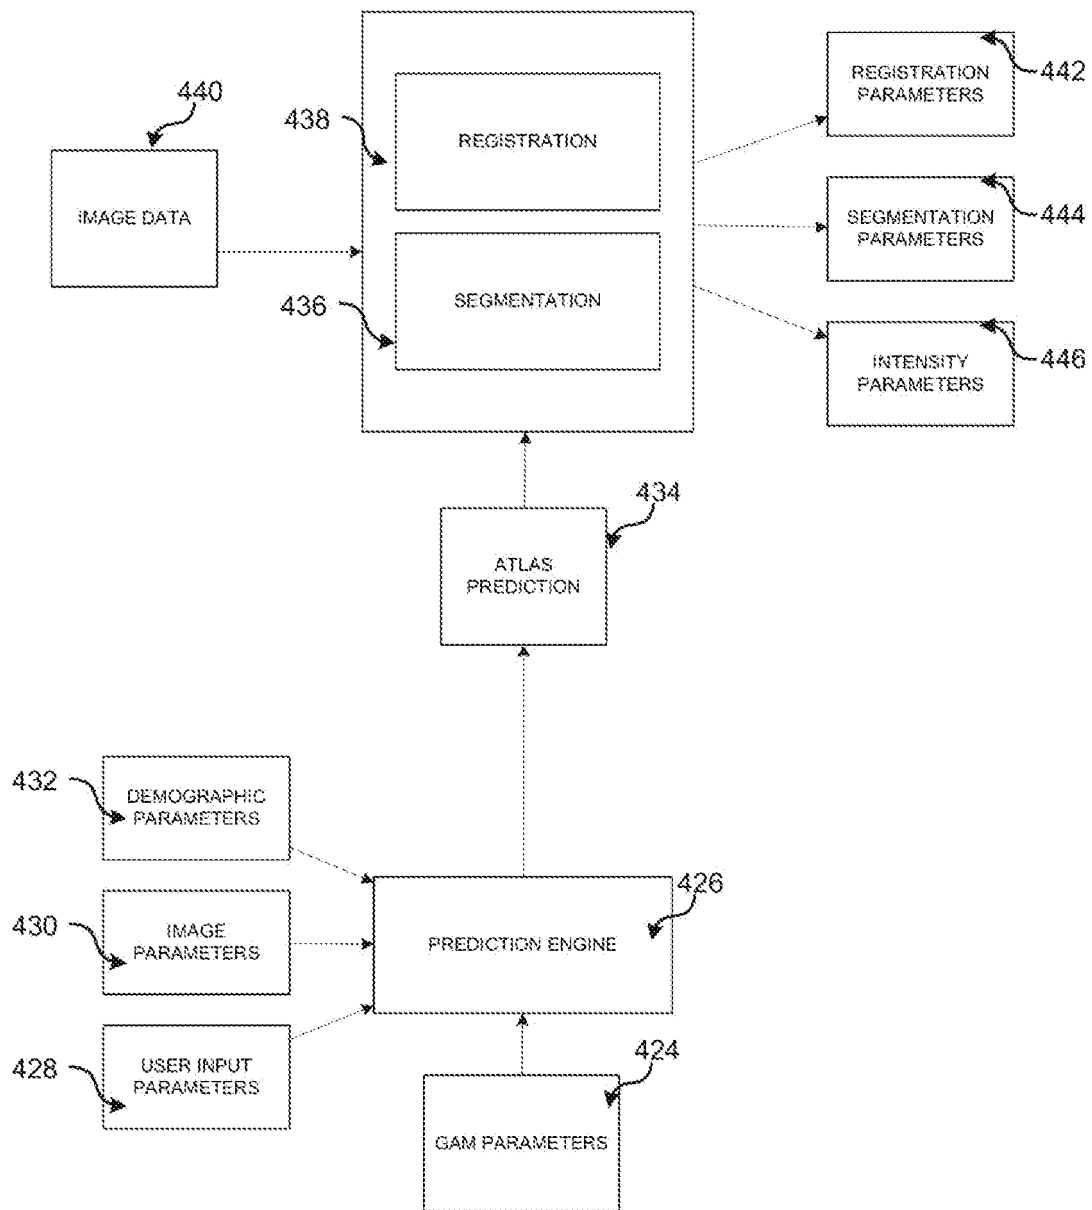 440
IMAGE DATA
438
REGISTRATION
436
SEGMENTATION
REGISTRATION
PARAMETERS
442
SEGMENTATION
PARAMETERS
444
INTENSITY
PARAMETERS
446
434
ATLAS
PREDICTION
432
DEMOGRAPHIC
PARAMETERS
430
IMAGE
PARAMETERS
428
USER INPUT
PARAMETERS
426
PREDICTION ENGINE
424
GAM PARAMETERS